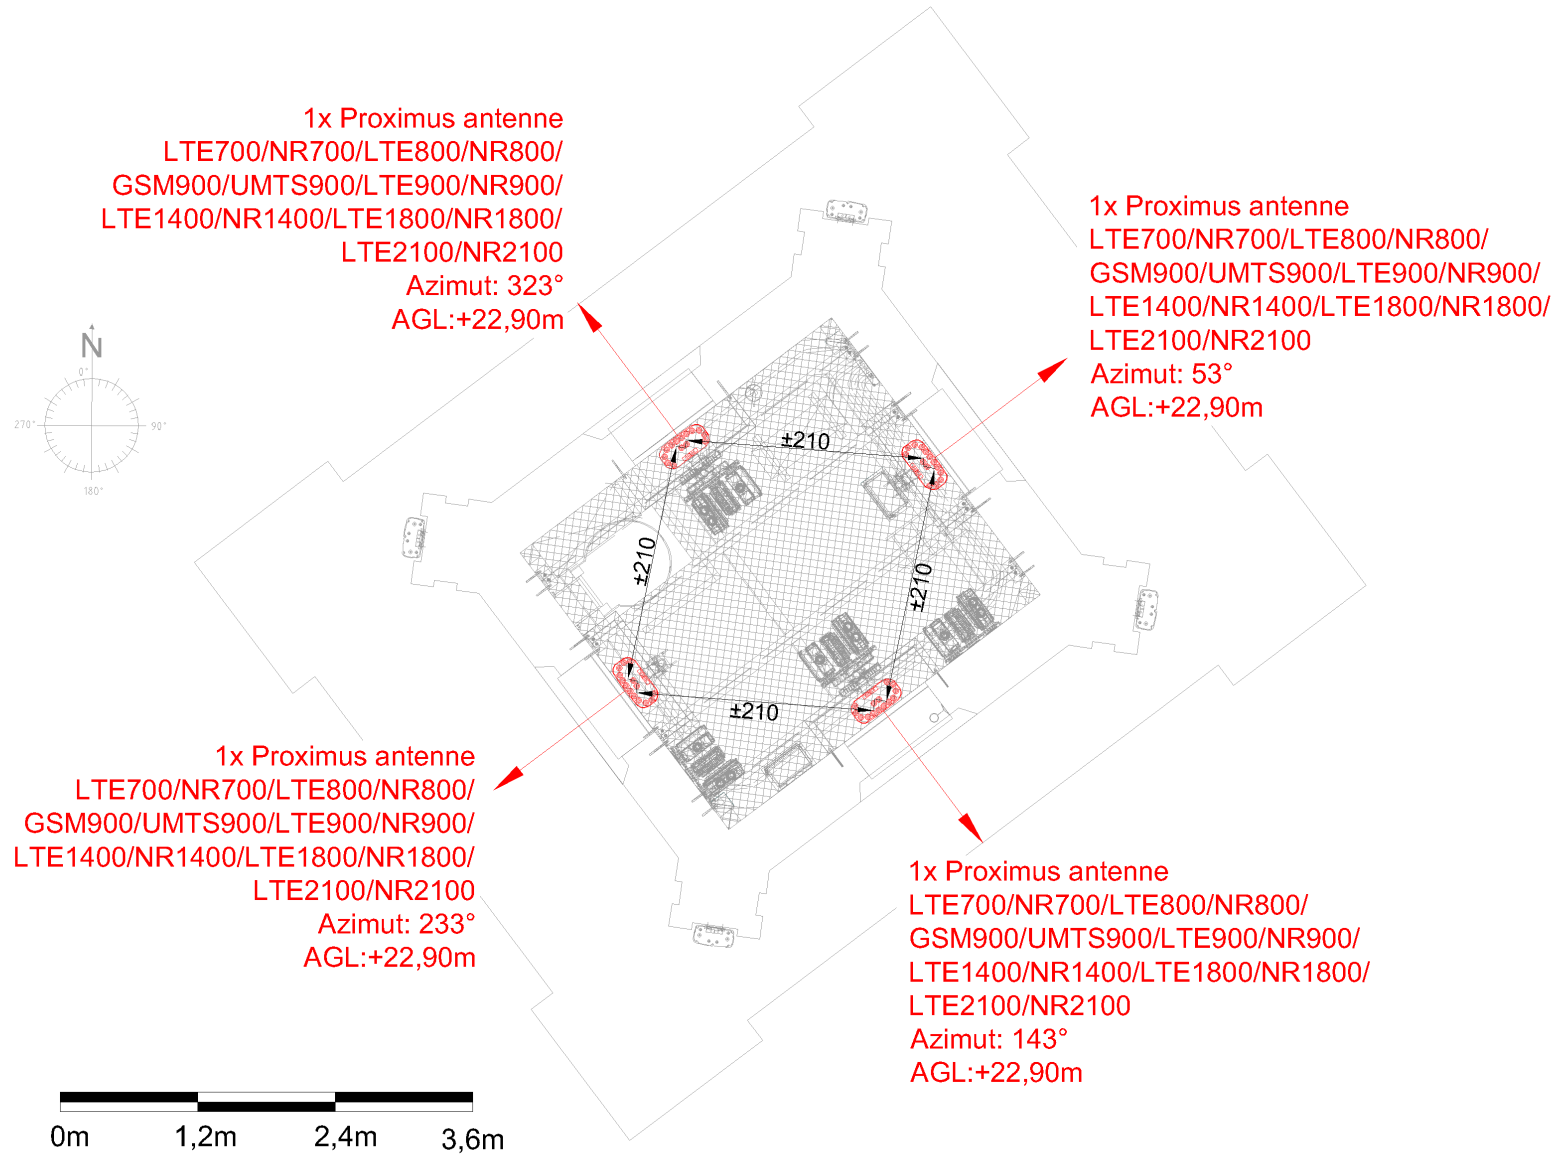 1x Proximus antenne
LTE700/NR700/LTE800/NR800/
GSM900/UMTS900/LTE900/NR900/
LTE1400/NR1400/LTE1800/NR1800/
LTE2100/NR2100
Azimut: 323°
AGL:+22,90m
1x Proximus antenne
LTE700/NR700/LTE800/NR800/
GSM900/UMTS900/LTE900/NR900/
LTE1400/NR1400/LTE1800/NR1800/
LTE2100/NR2100
Azimut: 53°
AGL:+22,90m
N
0°
270°
90°
180°
±210
±210
±210
±210
1x Proximus antenne
LTE700/NR700/LTE800/NR800/
GSM900/UMTS900/LTE900/NR900/
LTE1400/NR1400/LTE1800/NR1800/
LTE2100/NR2100
Azimut: 233°
AGL:+22,90m
1x Proximus antenne
LTE700/NR700/LTE800/NR800/
GSM900/UMTS900/LTE900/NR900/
LTE1400/NR1400/LTE1800/NR1800/
LTE2100/NR2100
Azimut: 143°
AGL:+22,90m
0m 1,2m 2,4m 3,6m